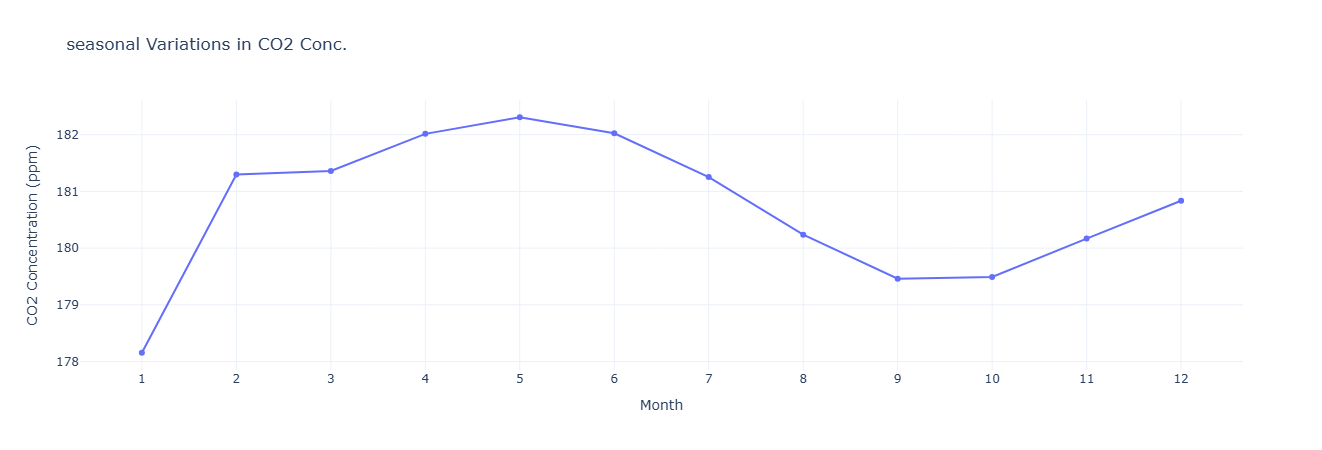 seasonal Variations in CO2 Conc.
CO2 Concentration (ppm)
182
181
180
179
178
1 2 3 4 5 6 7 8 9 10 11 12
Month